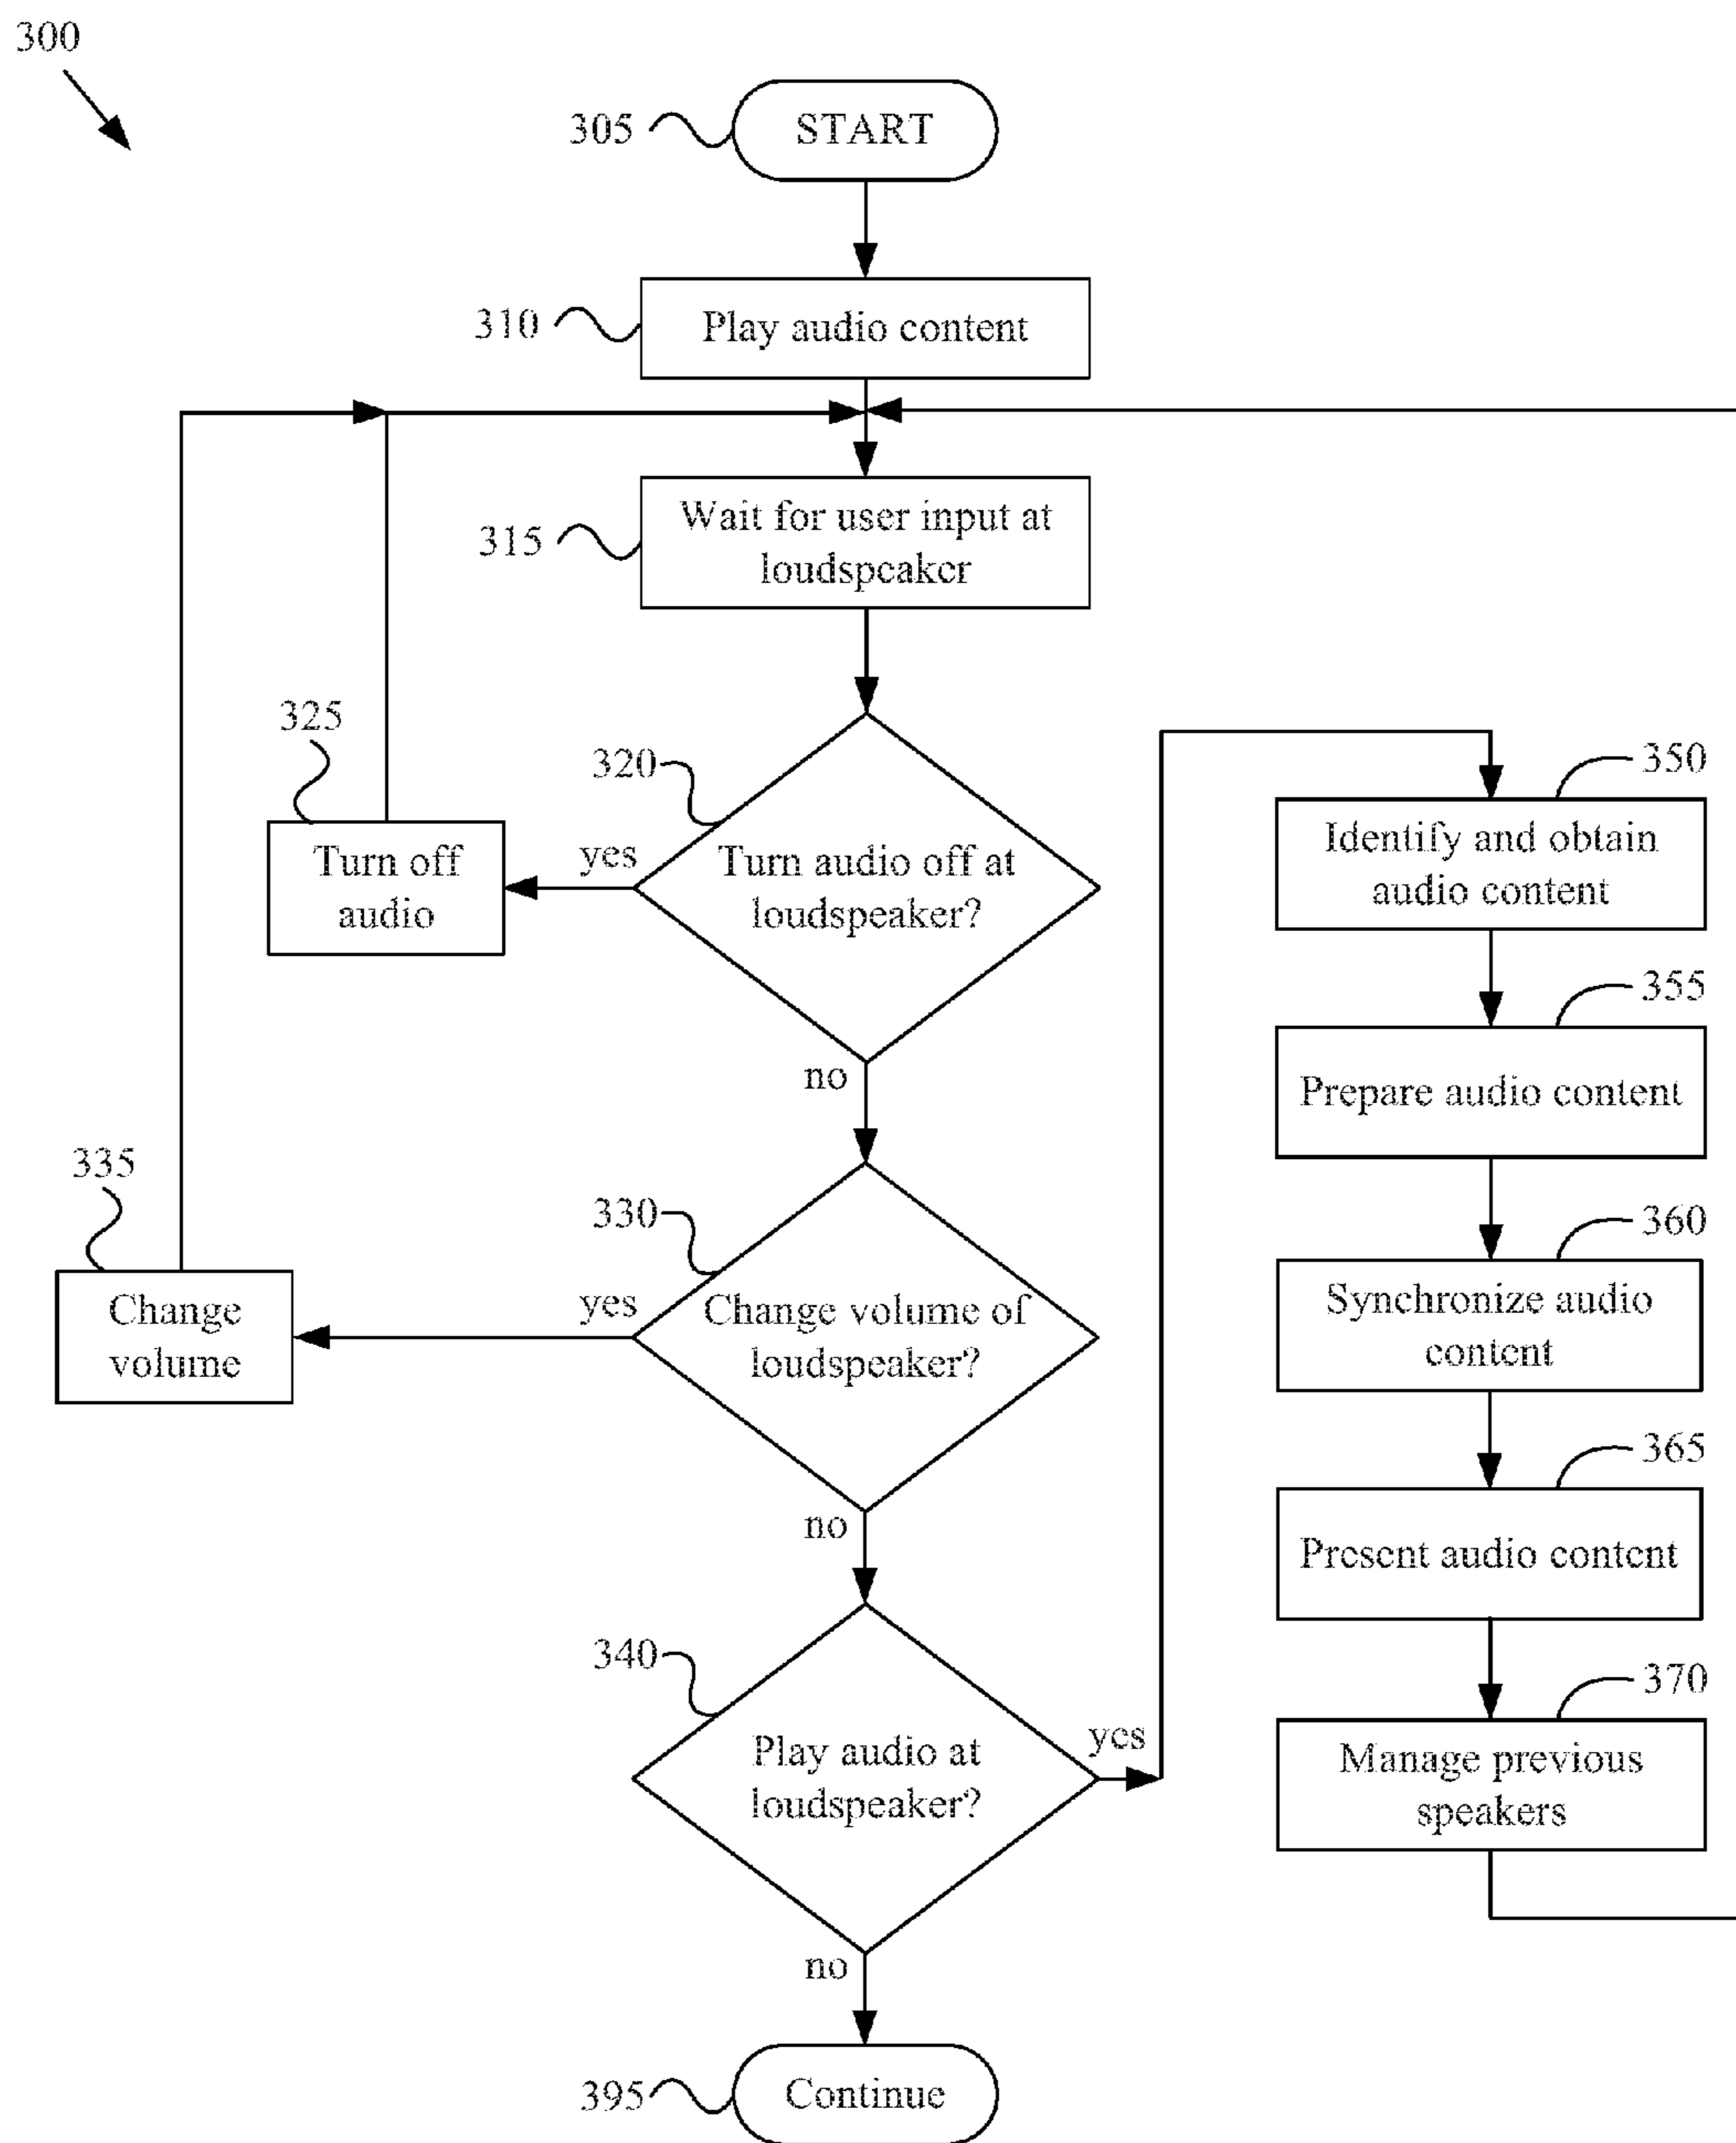 300
305
START
310
Play audio content
315
Wait for user input at
loudspeaker
320
Turn audio off at
loudspeaker?
yes
325
Turn off
audio
no
330
Change volume of
loudspeaker?
yes
335
Change
volume
no
340
Play audio at
loudspeaker?
yes
no
395
Continue
350
Identify and obtain
audio content
355
Prepare audio content
360
Synchronize audio
content
365
Present audio content
370
Manage previous
speakers